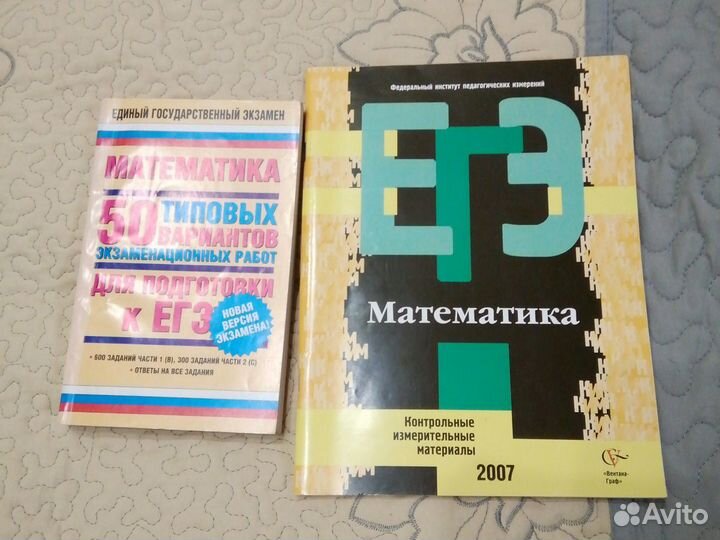 ЕДИНЫЙ ГОСУДАРСТВЕННЫЙ ЭКЗАМЕН
МАТЕМАТИКА
50 ТИПОВЫХ
ВАРИАНТОВ
ЭКЗАМЕНАЦИОННЫХ РАБОТ
ДЛЯ ПОДГОТОВКИ
К ЕГЭ
НОВАЯ
ВЕРСИЯ
ЭКЗАМЕНА!
• 600 ЗАДАНИЙ ЧАСТИ 1 (В), 300 ЗАДАНИЙ ЧАСТИ 2 (С)
• ОТВЕТЫ НА ВСЕ ЗАДАНИЯ
Федеральный институт педагогических измерений
ЕГЭ
Математика
Контрольные
измерительные
материалы
2007
«Вентана-
Граф»
Avito